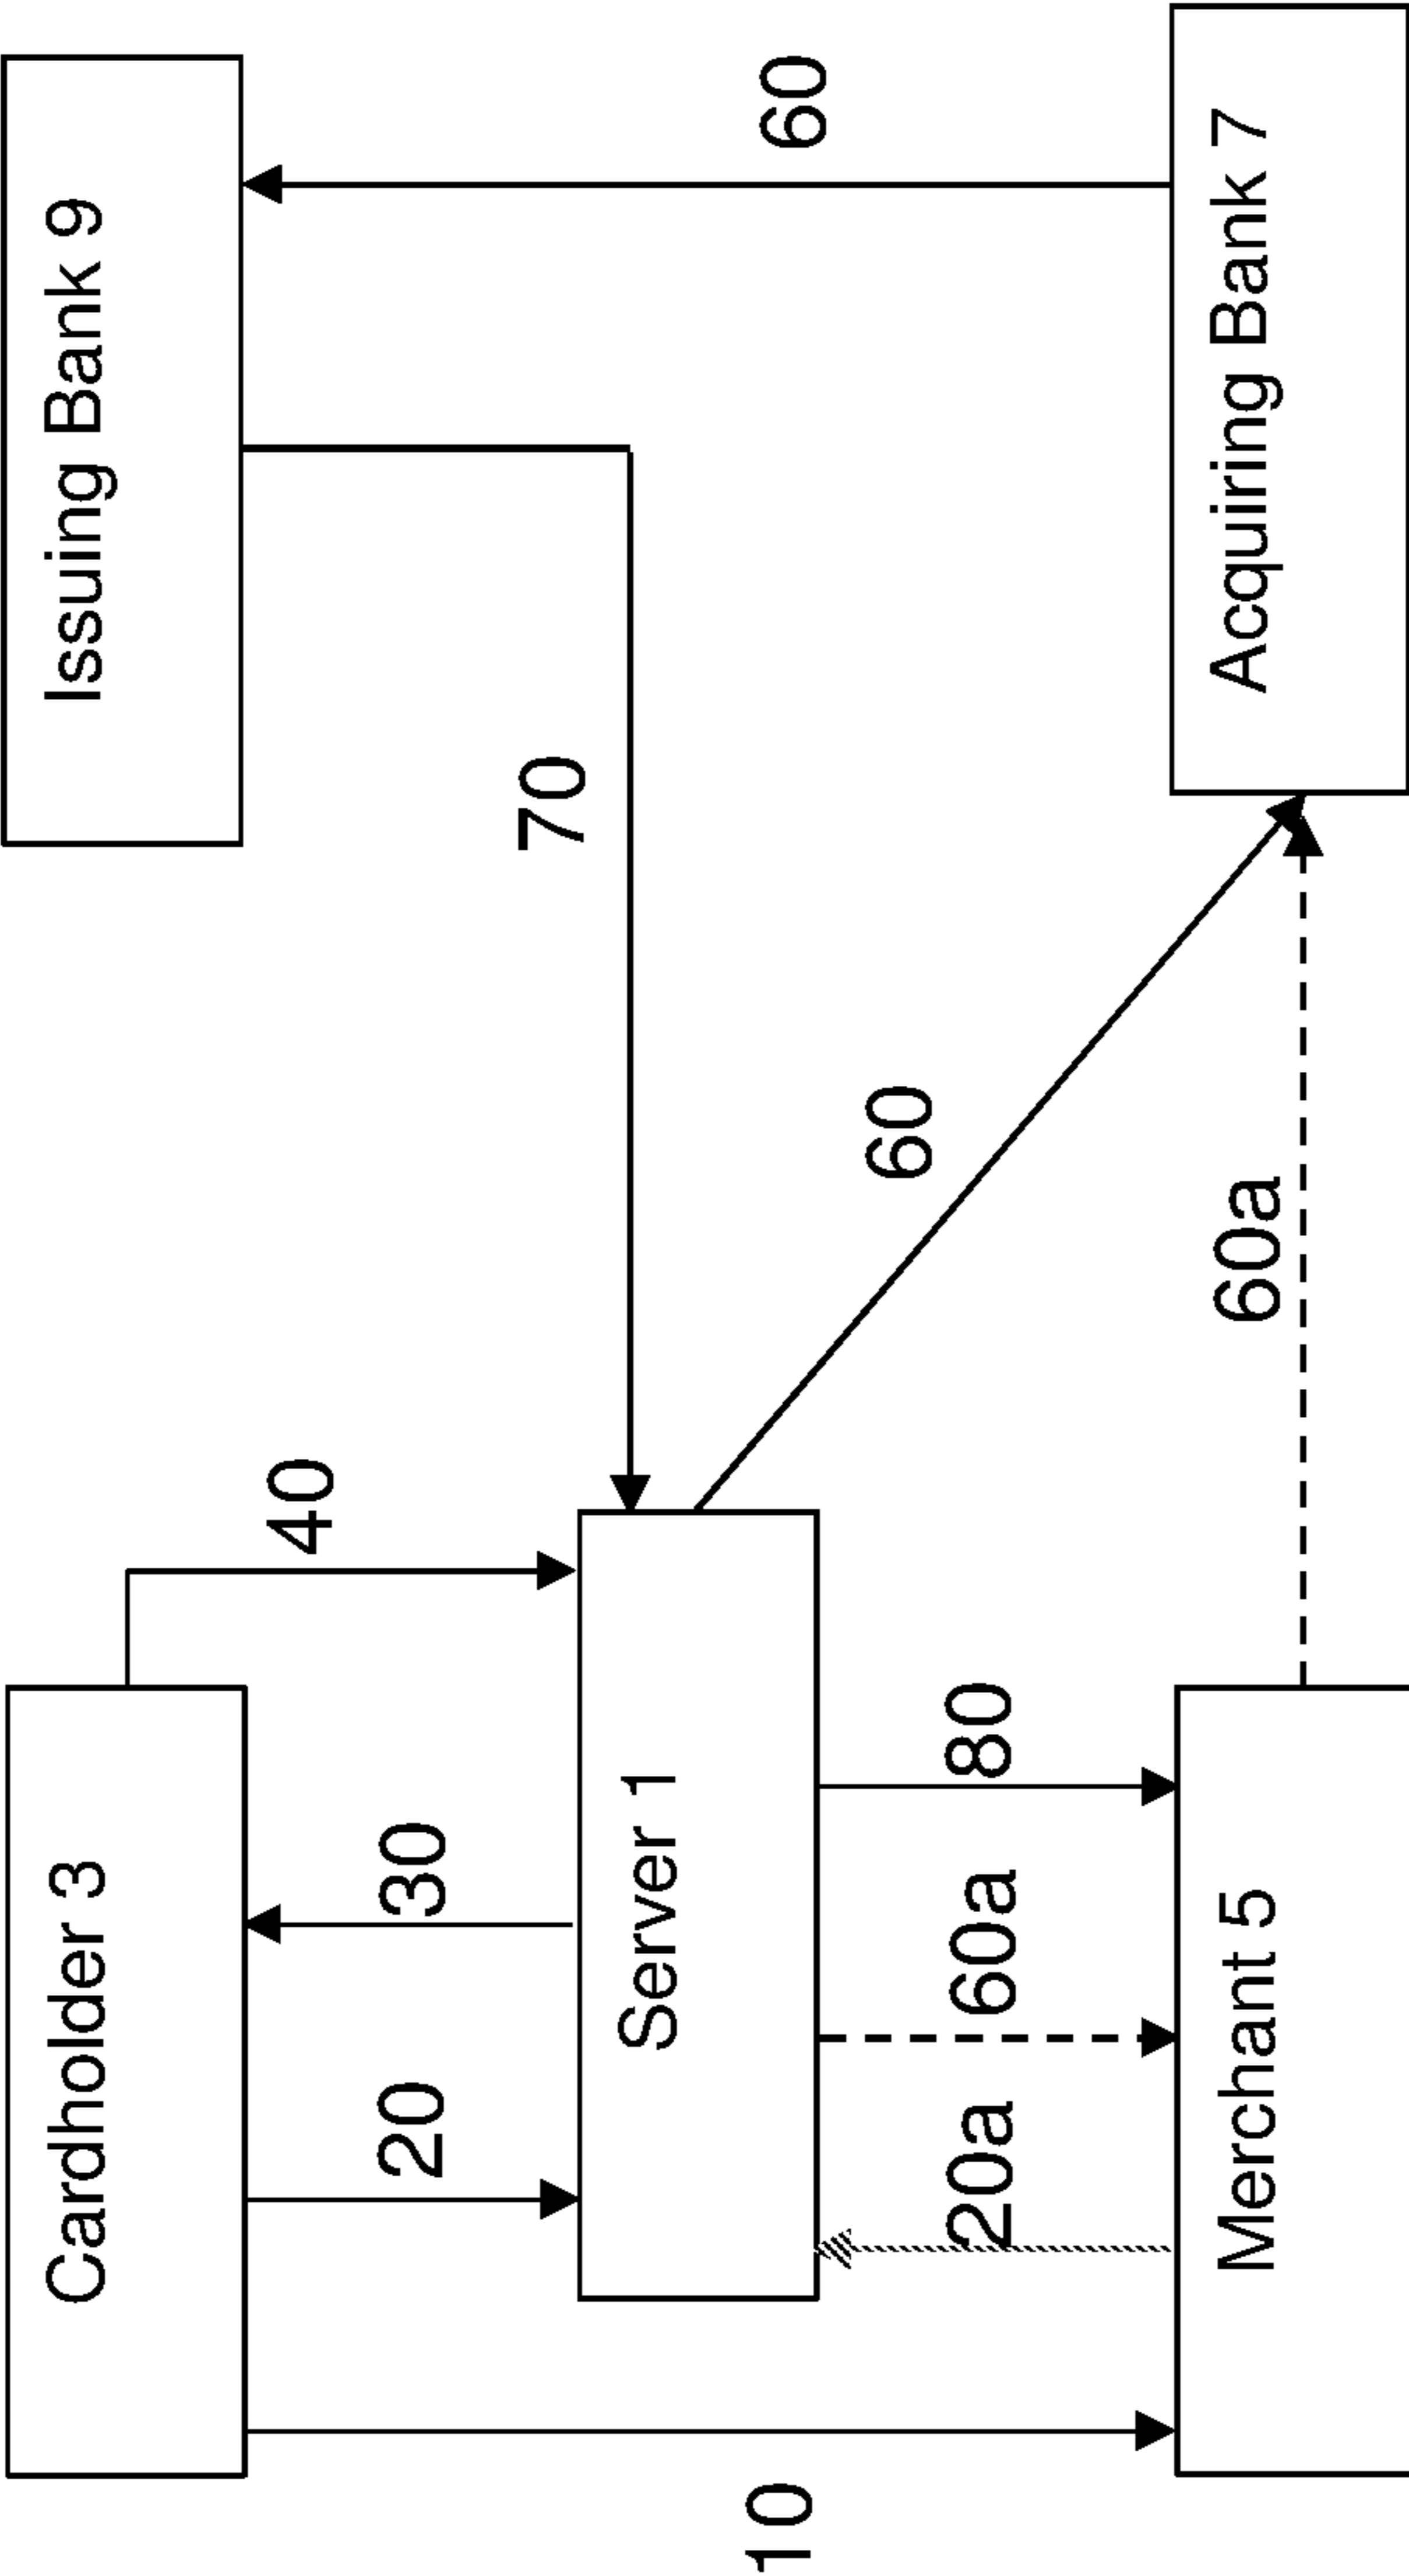 Cardholder 3
Issuing Bank 9
40
20
30
70
Server 1
10
60
60
20a
60a
80
Merchant 5
60a
Acquiring Bank 7